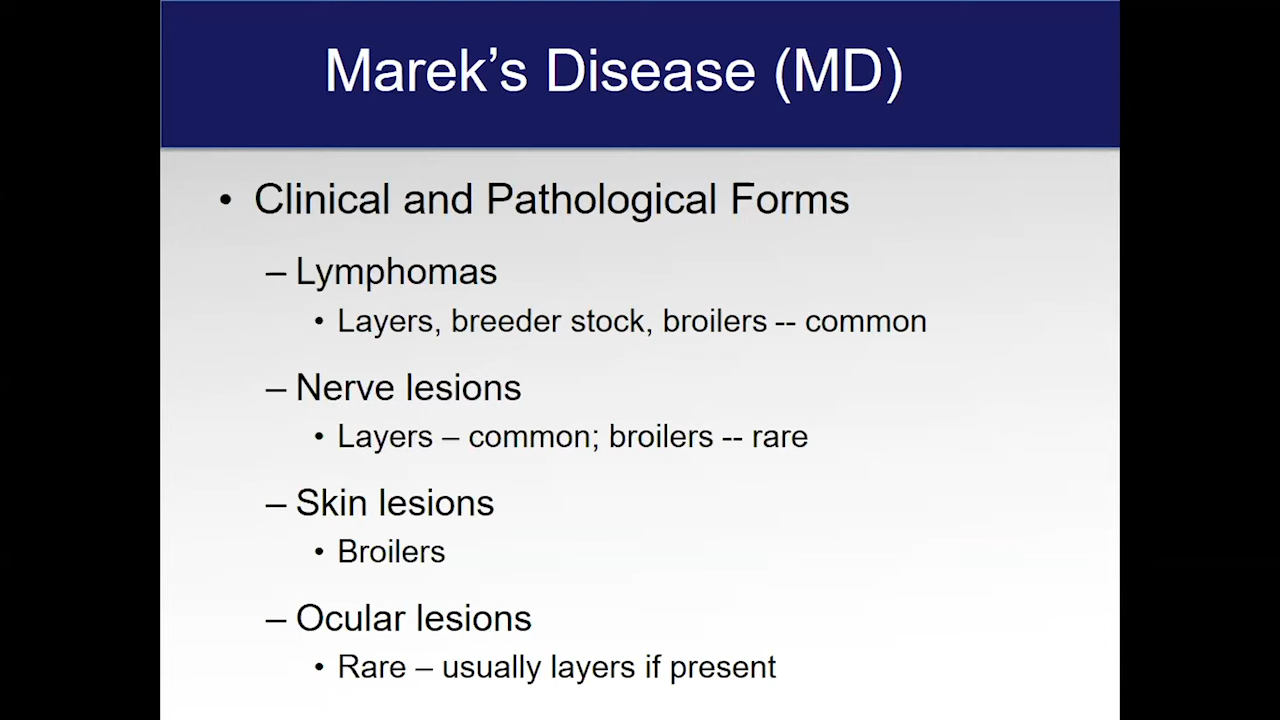 Marek’s Disease (MD)
• Clinical and Pathological Forms
– Lymphomas
• Layers, breeder stock, broilers -- common
– Nerve lesions
• Layers – common; broilers -- rare
– Skin lesions
• Broilers
– Ocular lesions
• Rare – usually layers if present